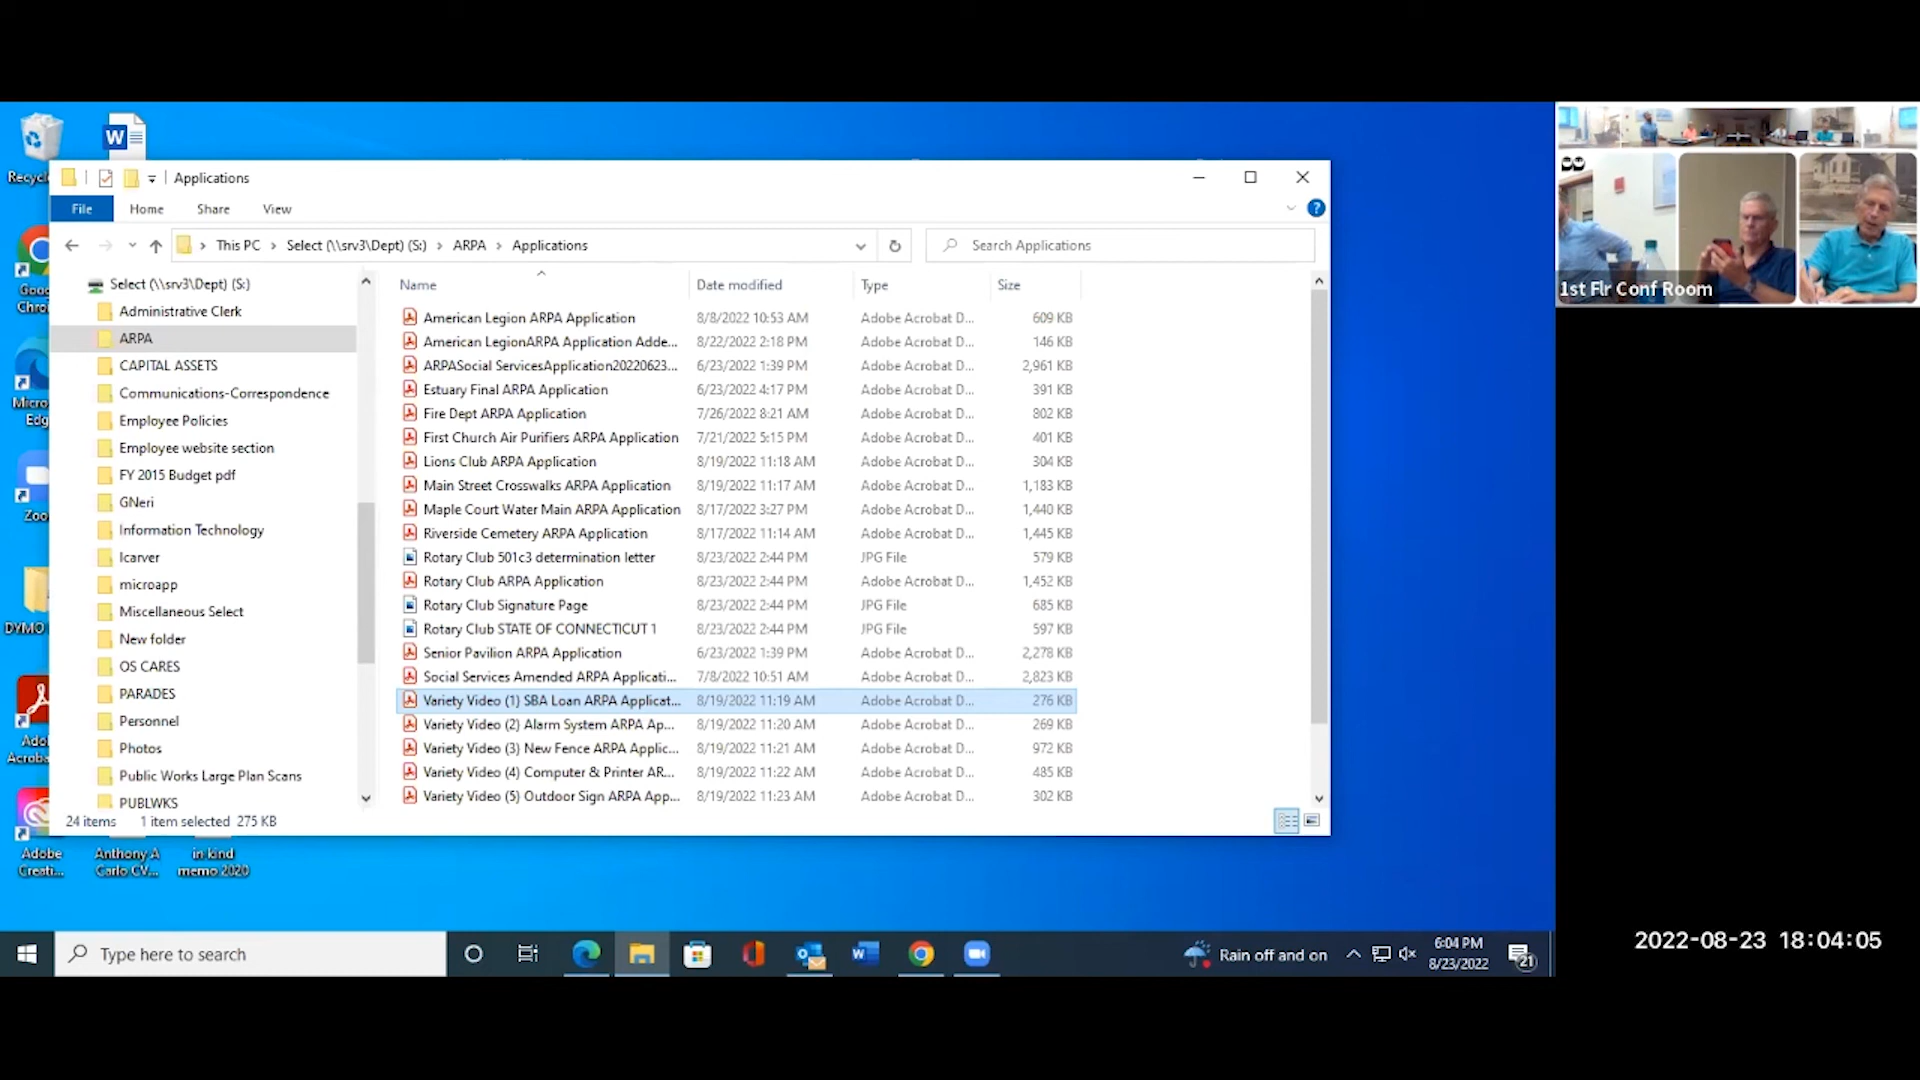 Applications
File Home Share View
This PC > Select (\\srv3\Dept) (S:) > ARPA > Applications
Search Applications
Select (\\srv3\Dept) (S:)
Administrative Clerk
ARPA
CAPITAL ASSETS
Communications-Correspondence
Employee Policies
Employee website section
FY 2015 Budget pdf
GNeri
Information Technology
lcarver
microapp
Miscellaneous Select
New folder
OS CARES
PARADES
Personnel
Photos
Public Works Large Plan Scans
PUBLWKS
Name Date modified Type Size
American Legion ARPA Application 8/8/2022 10:53 AM Adobe Acrobat D... 609 KB
American LegionARPA Application Adde... 8/22/2022 2:18 PM Adobe Acrobat D... 146 KB
ARPASocial ServicesApplication20220623... 6/23/2022 1:39 PM Adobe Acrobat D... 2,961 KB
Estuary Final ARPA Application 6/23/2022 4:17 PM Adobe Acrobat D... 391 KB
Fire Dept ARPA Application 7/26/2022 8:21 AM Adobe Acrobat D... 802 KB
First Church Air Purifiers ARPA Application 7/21/2022 5:15 PM Adobe Acrobat D... 401 KB
Lions Club ARPA Application 8/19/2022 11:18 AM Adobe Acrobat D... 304 KB
Main Street Crosswalks ARPA Application 8/19/2022 11:17 AM Adobe Acrobat D... 1,183 KB
Maple Court Water Main ARPA Application 8/17/2022 3:27 PM Adobe Acrobat D... 1,440 KB
Riverside Cemetery ARPA Application 8/17/2022 11:14 AM Adobe Acrobat D... 1,445 KB
Rotary Club 501c3 determination letter 8/23/2022 2:44 PM JPG File 579 KB
Rotary Club ARPA Application 8/23/2022 2:44 PM Adobe Acrobat D... 1,452 KB
Rotary Club Signature Page 8/23/2022 2:44 PM JPG File 685 KB
Rotary Club STATE OF CONNECTICUT 1 8/23/2022 2:44 PM JPG File 597 KB
Senior Pavilion ARPA Application 6/23/2022 1:39 PM Adobe Acrobat D... 2,278 KB
Social Services Amended ARPA Applicati... 7/8/2022 10:51 AM Adobe Acrobat D... 2,823 KB
Variety Video (1) SBA Loan ARPA Applicat... 8/19/2022 11:19 AM Adobe Acrobat D... 276 KB
Variety Video (2) Alarm System ARPA Ap... 8/19/2022 11:20 AM Adobe Acrobat D... 269 KB
Variety Video (3) New Fence ARPA Applic... 8/19/2022 11:21 AM Adobe Acrobat D... 972 KB
Variety Video (4) Computer & Printer AR... 8/19/2022 11:22 AM Adobe Acrobat D... 485 KB
Variety Video (5) Outdoor Sign ARPA App... 8/19/2022 11:23 AM Adobe Acrobat D... 302 KB
24 items 1 item selected 275 KB
Recycl
Goo
Chro
Micro
Edg
Zoo
DYMO
Ado
Acroba
Adobe
Creati...
Anthony A
Carlo CV...
in kind
memo 2020
Type here to search
Rain off and on
6:04 PM
8/23/2022
21
1st Flr Conf Room
2022-08-23 18:04:05